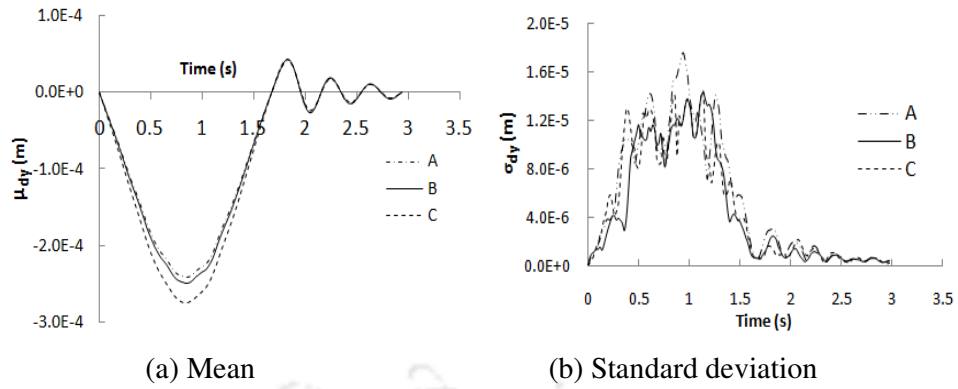 1.0E-4
Time (s)
0.0E+0
0 0.5 1 1.5 2 2.5 3 3.5
-1.0E-4
-2.0E-4
-3.0E-4
μdy (m)
A
B
C
(a) Mean
2.0E-5
1.6E-5
1.2E-5
8.0E-6
4.0E-6
0.0E+0
σdy (m)
A
B
C
0 0.5 1 1.5 2 2.5 3 3.5
Time (s)
(b) Standard deviation